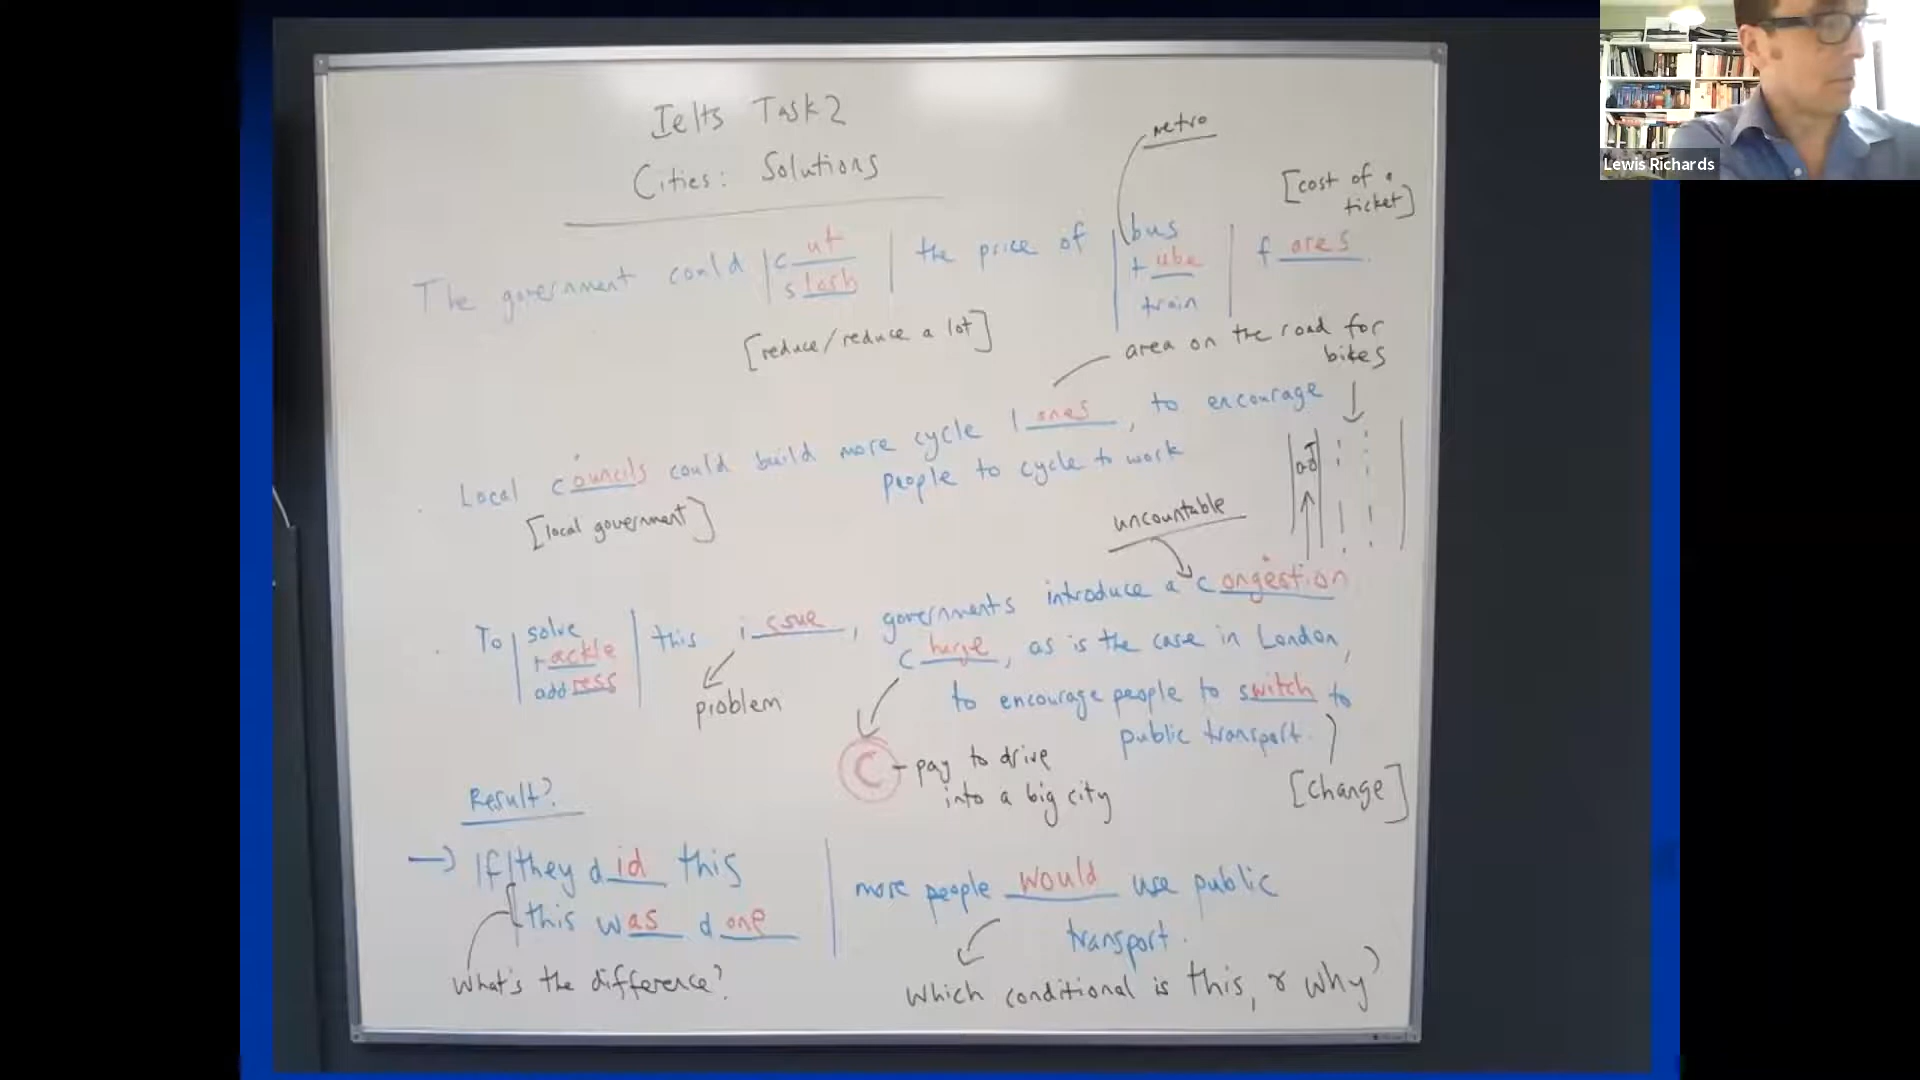 Ielts Task 2
Cities: Solutions
metro
[cost of a
ticket]
The government could | cut | the price of | bus | fares
slash
tube
train
[reduce/reduce a lot]
area on the road for
bikes
Local councils could build more cycle lanes, to encourage
people to cycle to work
[local government]
uncountable
To | solve | this issue, governments introduce a congestion
tackle
address
charge, as is the case in London,
to encourage people to switch to
public transport.
problem
C - pay to drive
into a big city
[change]
Result?
→ If they did this | more people would use public
this was done
transport.
What's the difference?
Which conditional is this, & why?
Lewis Richards